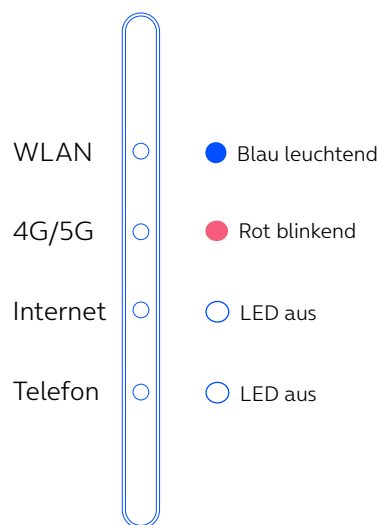 WLAN Blau leuchtend
4G/5G Rot blinkend
Internet LED aus
Telefon LED aus